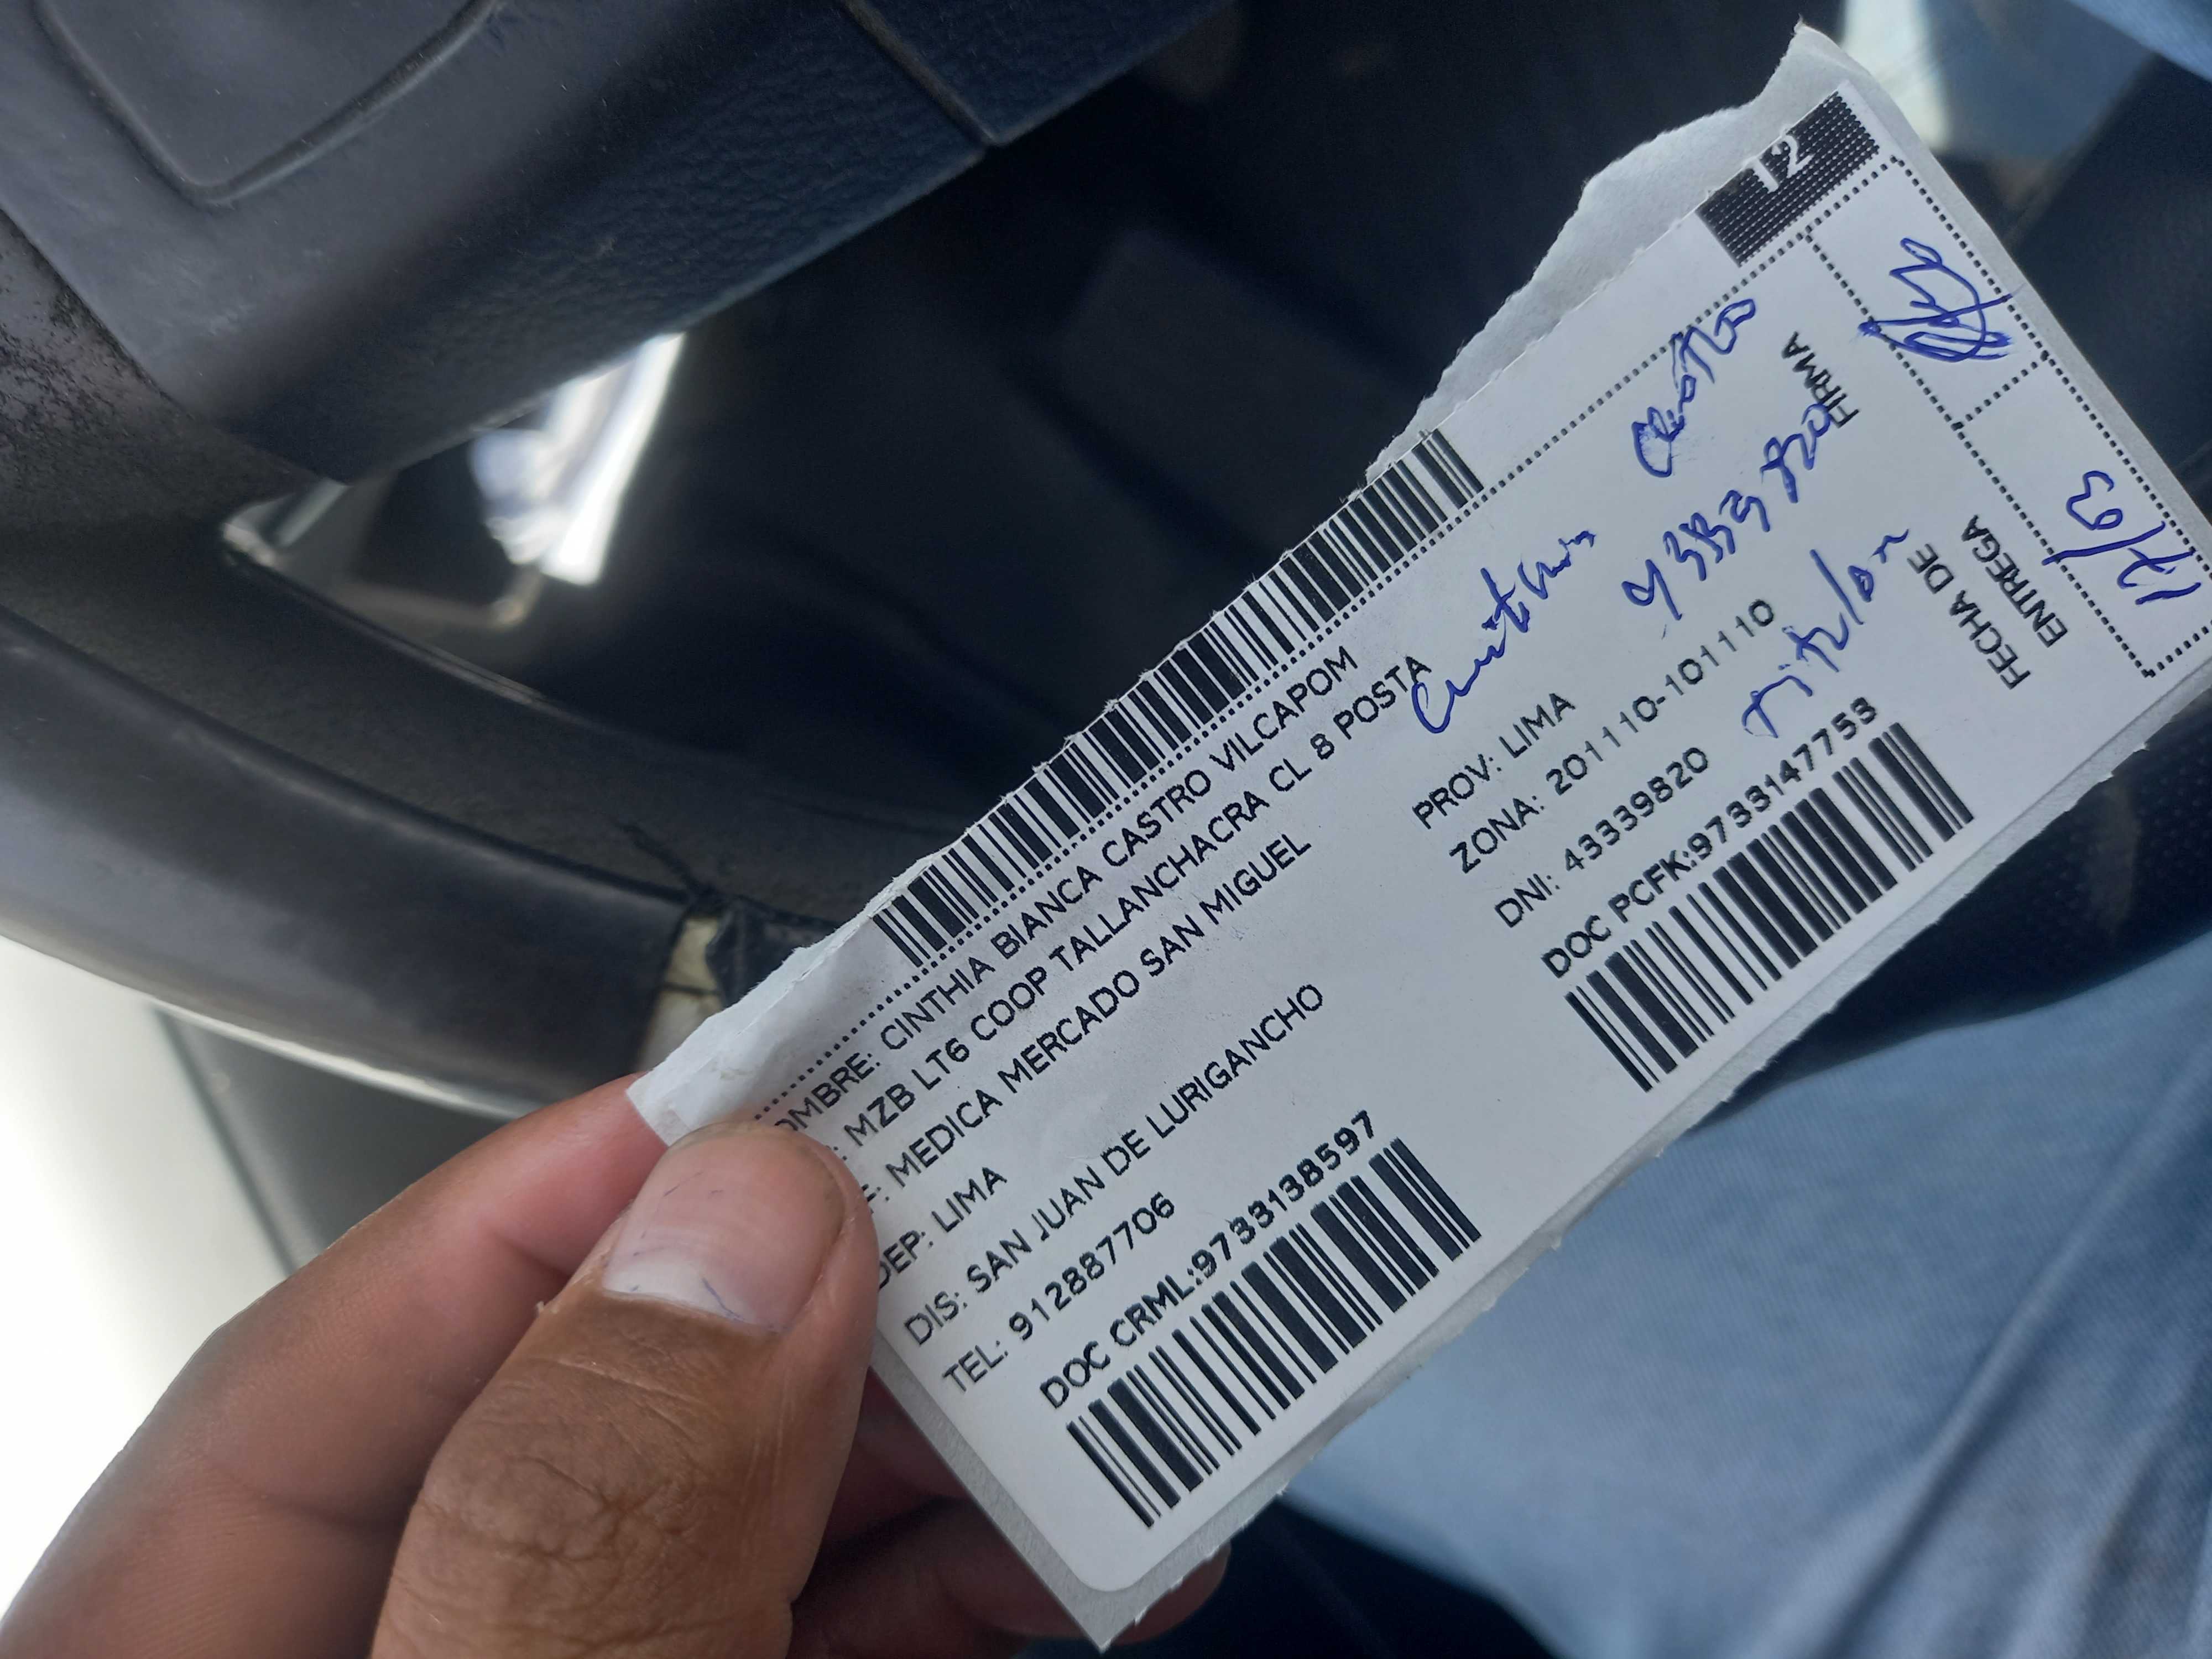 12
OMBRE: CINTHIA BIANCA CASTRO VILCAPOM
: MZB LT6 COOP TALLANCHACRA CL 8 POSTA
F: MEDICA MERCADO SAN MIGUEL
DEP: LIMA
PROV: LIMA
DIS: SAN JUAN DE LURIGANCHO
ZONA: 201110-101110
TEL: 912887706
DNI: 43339820
DOC CRML:9733138597
DOC PCFK:9733147753
Castro
titular
FIRMA
FECHA DE
ENTREGA
17/03